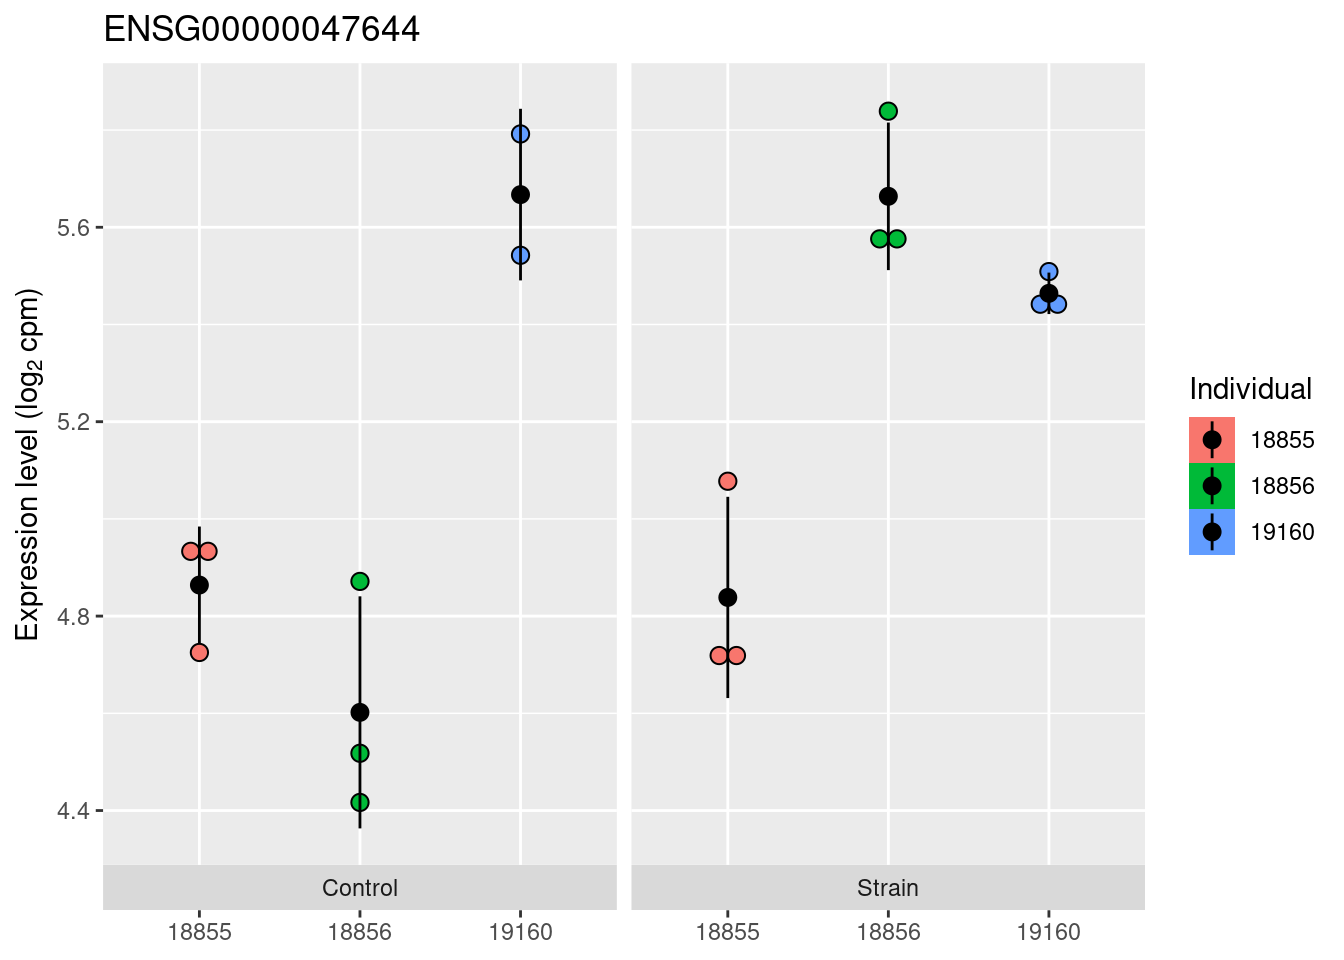 ENSG00000047644
Expression level (log₂ cpm)
5.6
5.2
4.8
4.4
Control
Strain
18855
18856
19160
18855
18856
19160
Individual
18855
18856
19160